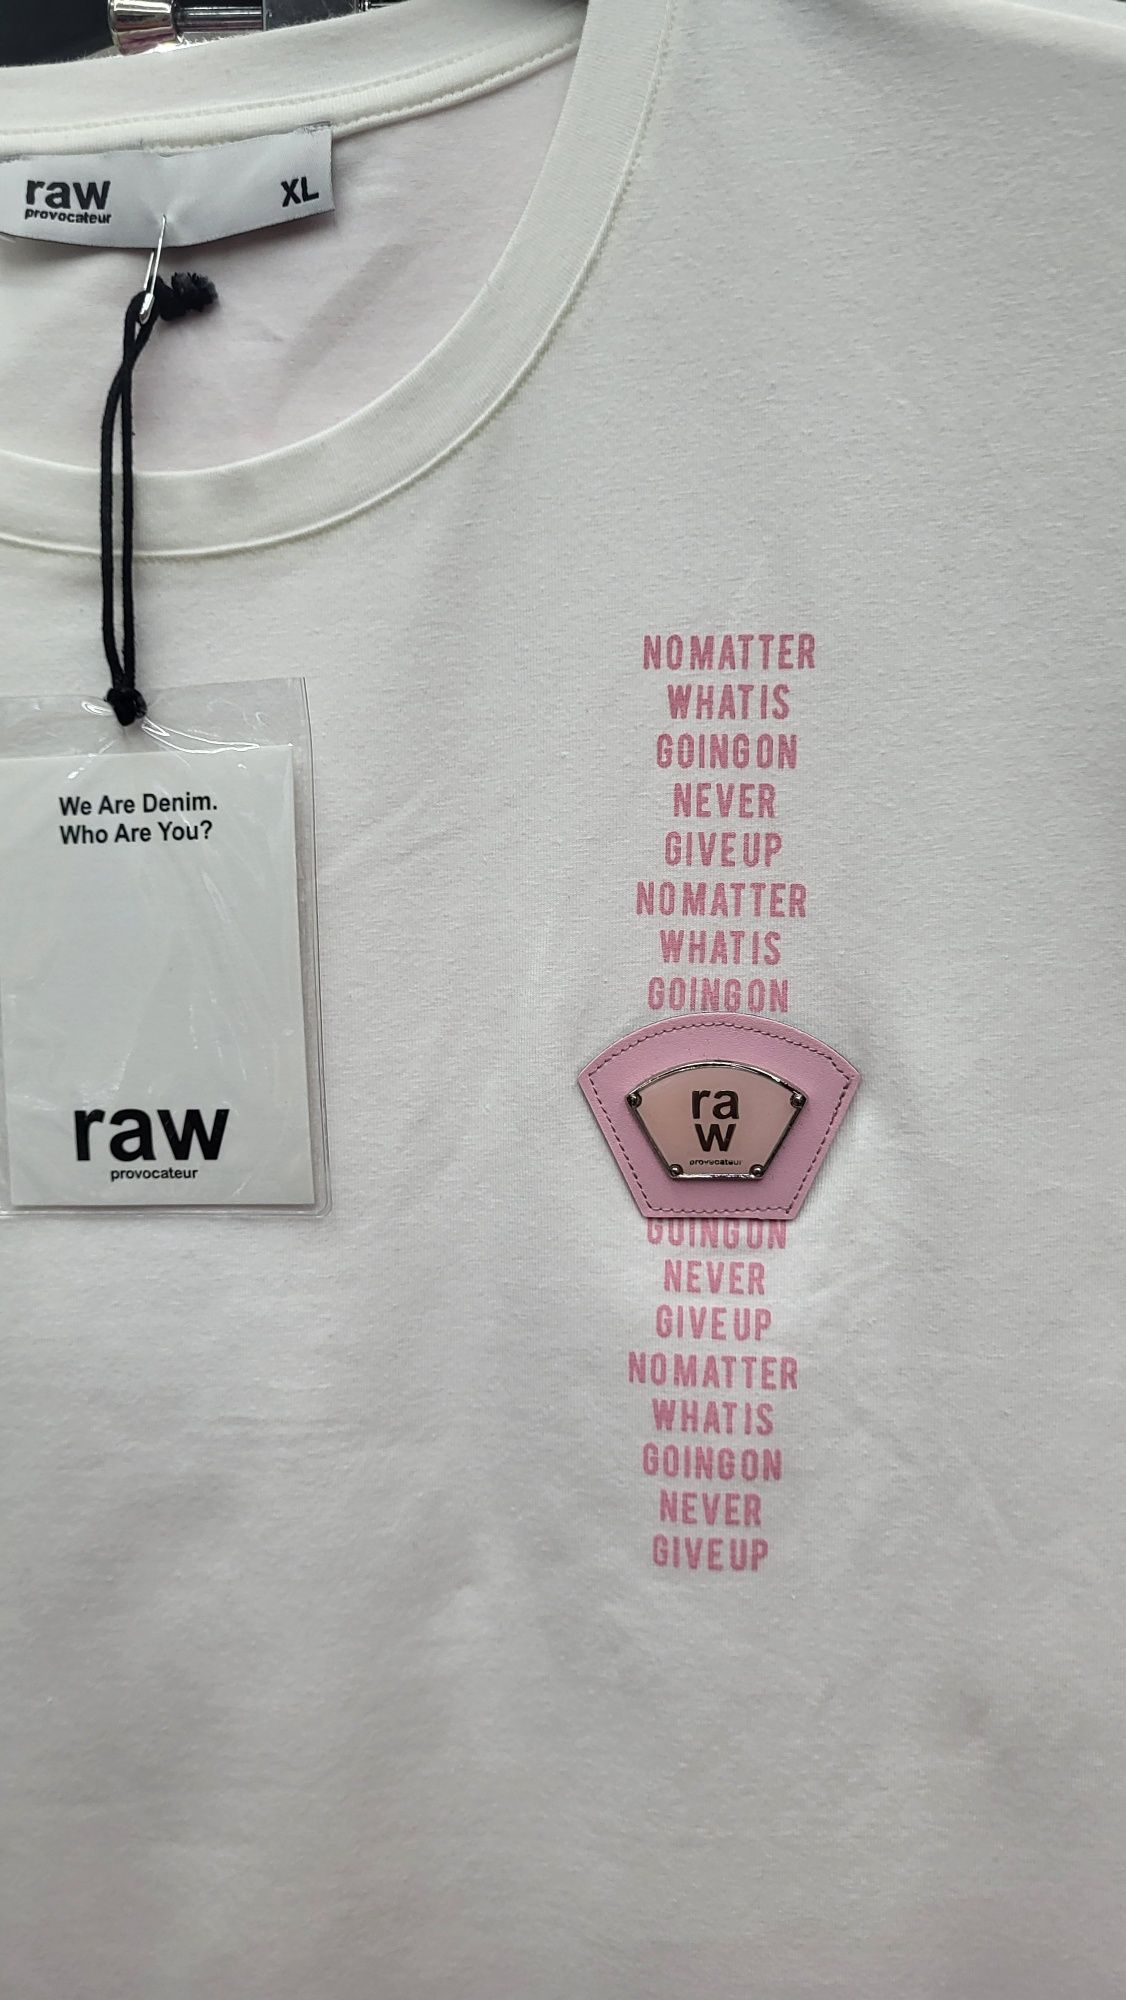 raw
provocateur
XL
We Are Denim.
Who Are You?
raw
provocateur
NOMATTER
WHATIS
GOINGON
NEVER
GIVEUP
NOMATTER
WHATIS
GOINGON
ra
w
provocateur
GOINGON
NEVER
GIVEUP
NOMATTER
WHATIS
GOINGON
NEVER
GIVEUP